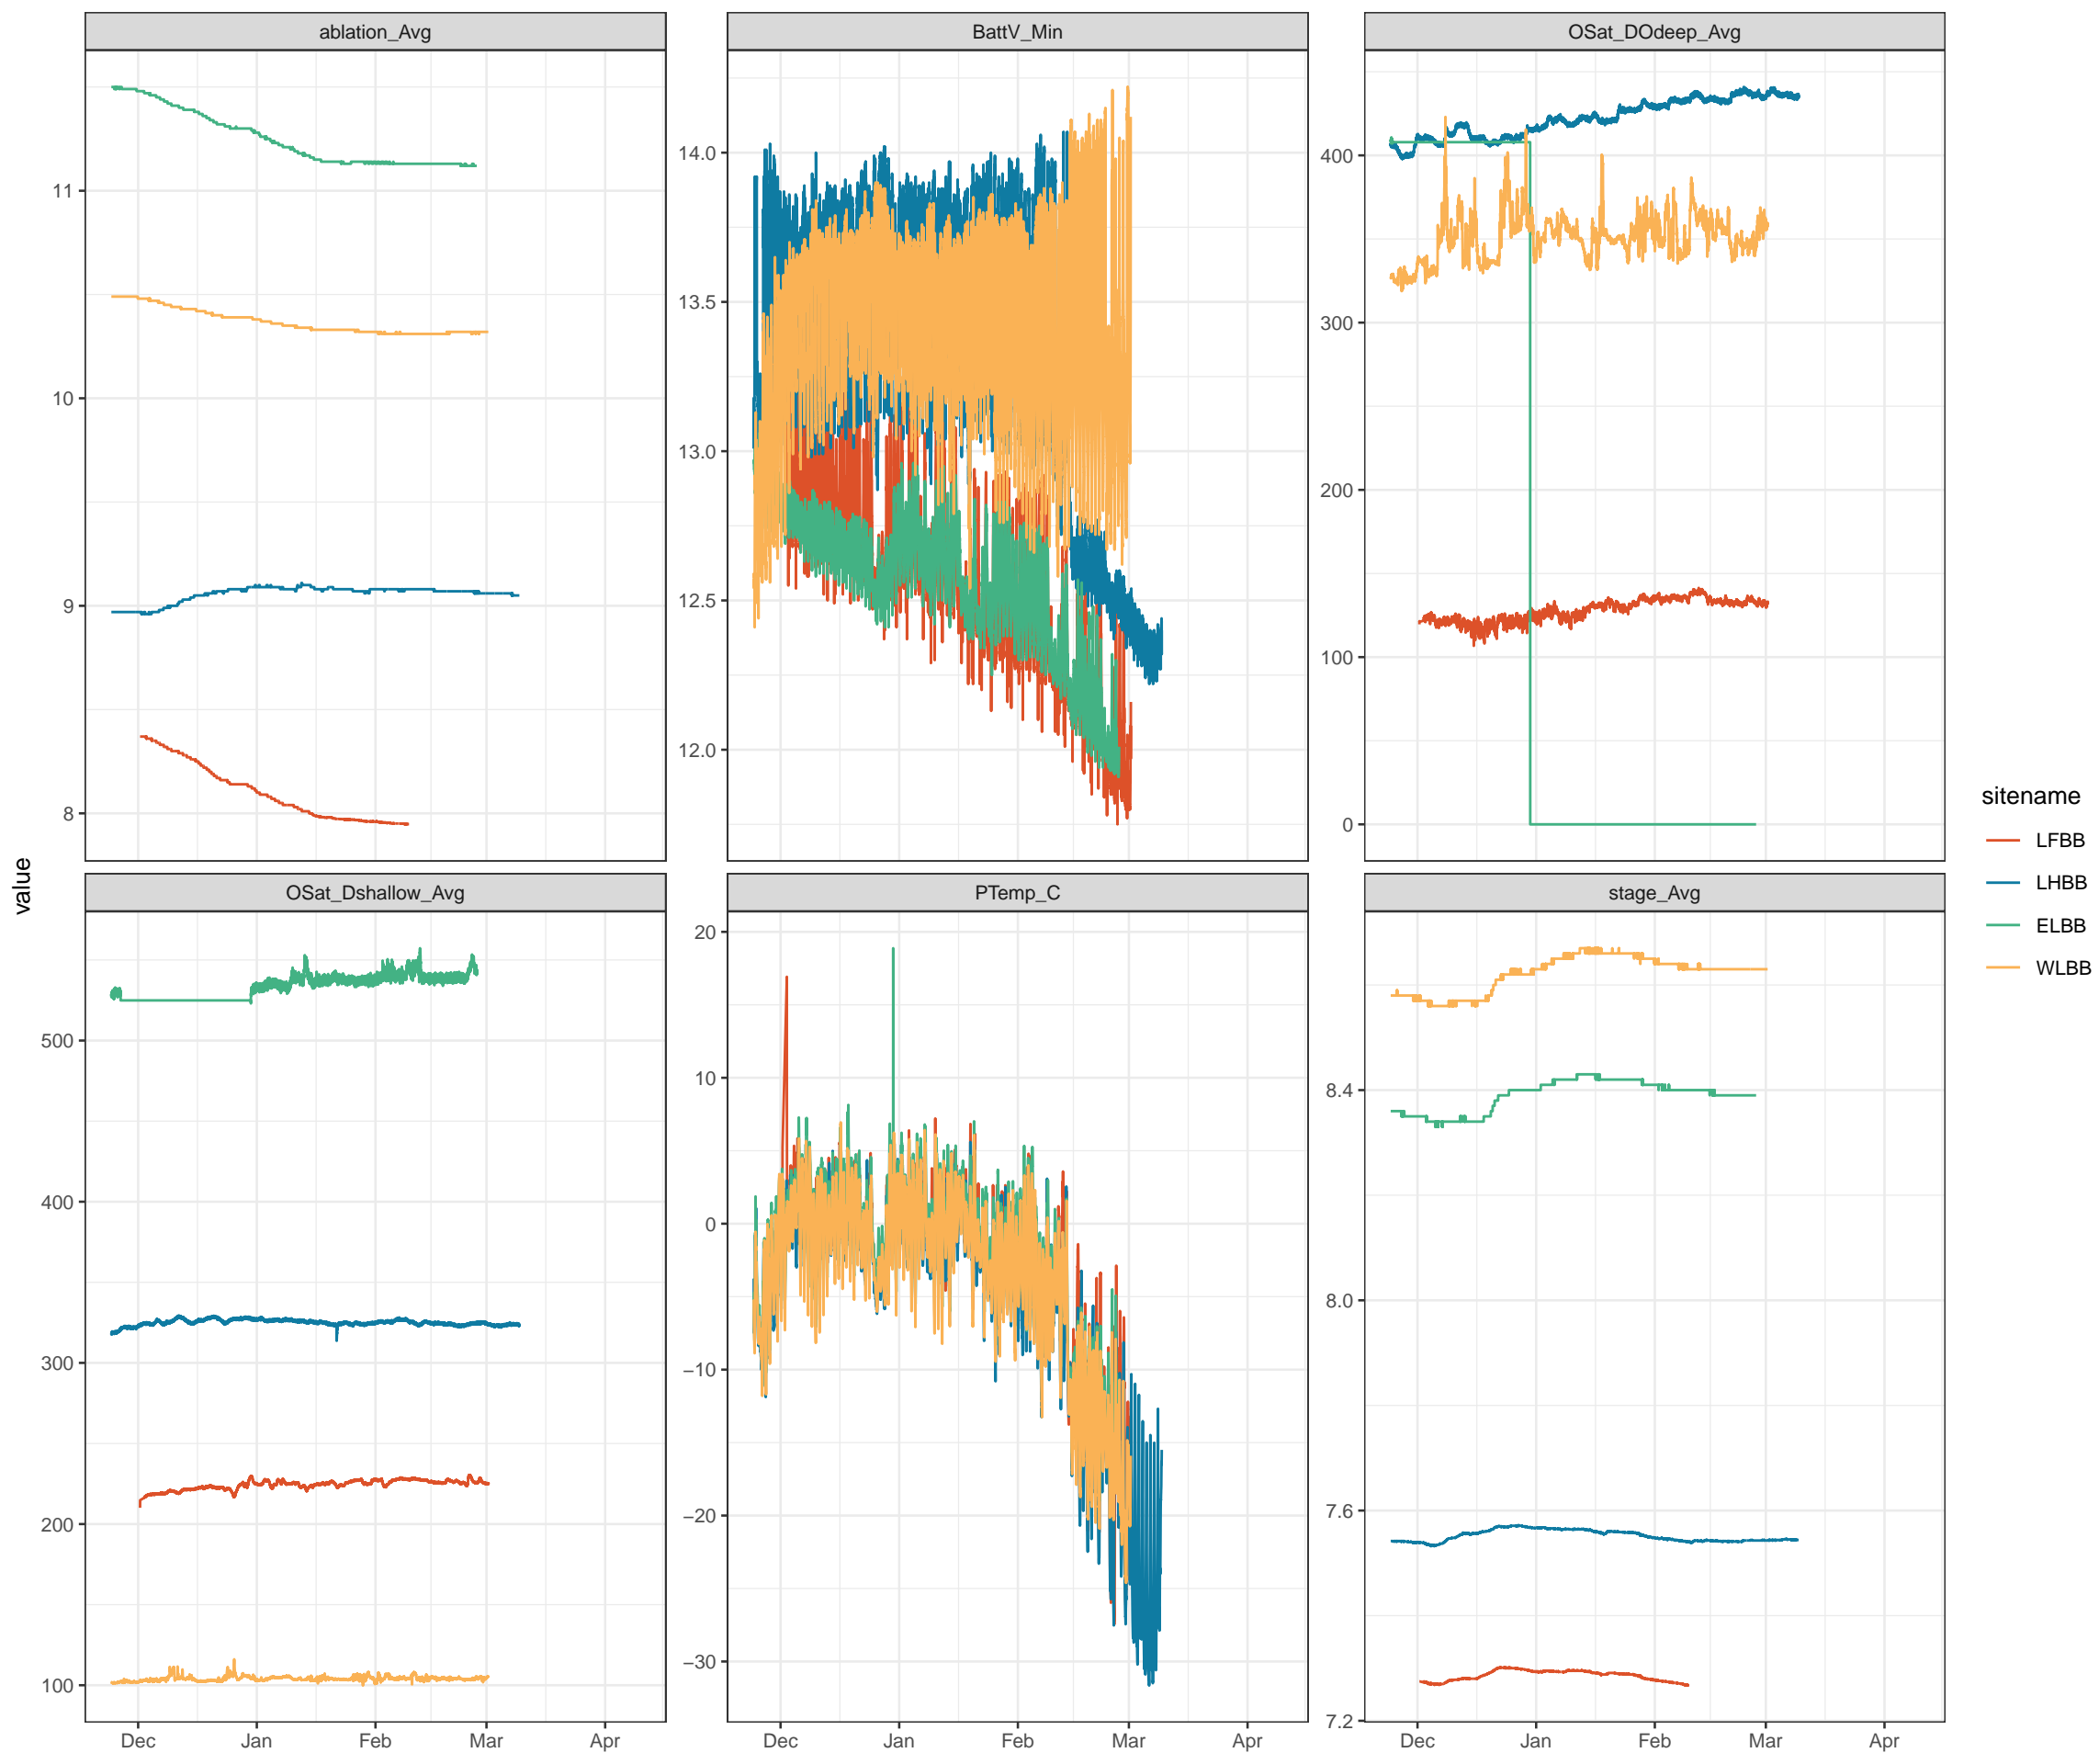 ablation_Avg
BattV_Min
OSat_DOdeep_Avg
11
10
9
8
14.0
13.5
13.0
12.5
12.0
400
300
200
100
0
value
OSat_Dshallow_Avg
PTemp_C
stage_Avg
500
400
300
200
100
20
10
0
−10
−20
−30
8.4
8.0
7.6
7.2
Dec Jan Feb Mar Apr
Dec Jan Feb Mar Apr
Dec Jan Feb Mar Apr
sitename
LFBB
LHBB
ELBB
WLBB